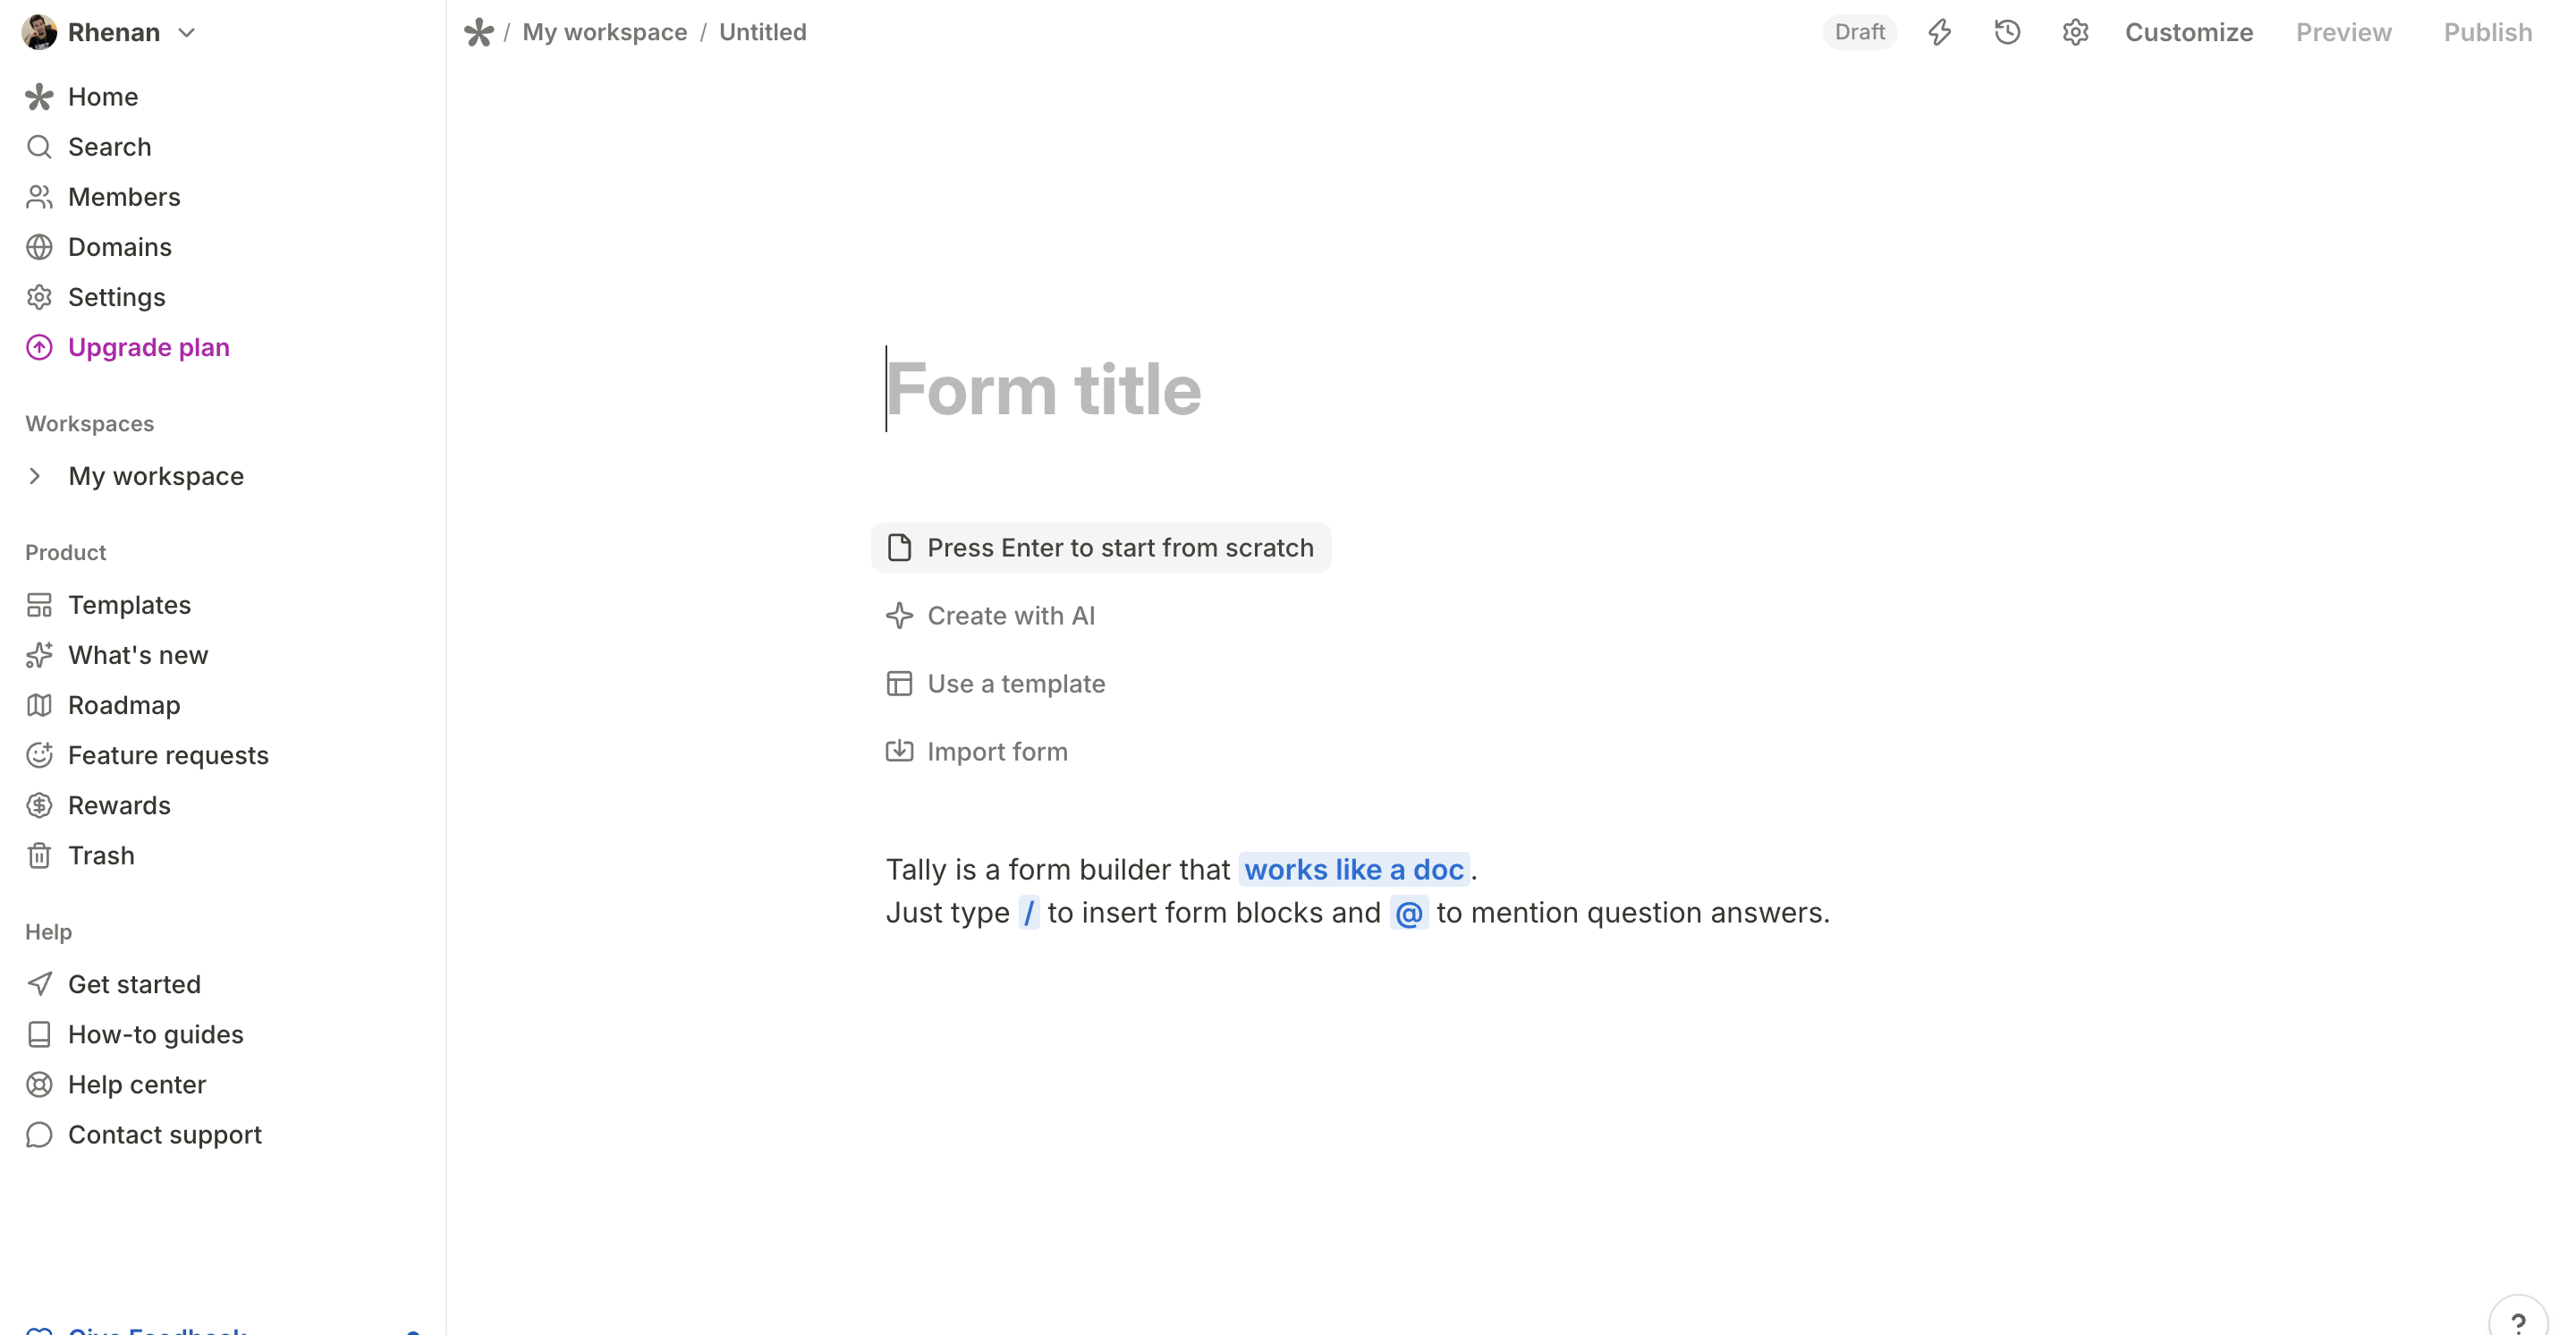 Rhenan
Home
Search
Members
Domains
Settings
Upgrade plan
Workspaces
My workspace
Product
Templates
What's new
Roadmap
Feature requests
Rewards
Trash
Help
Get started
How-to guides
Help center
Contact support
Give Feedback
/ My workspace / Untitled
Draft
Customize
Preview
Publish
Form title
Press Enter to start from scratch
Create with AI
Use a template
Import form
Tally is a form builder that works like a doc.
Just type / to insert form blocks and @ to mention question answers.
?